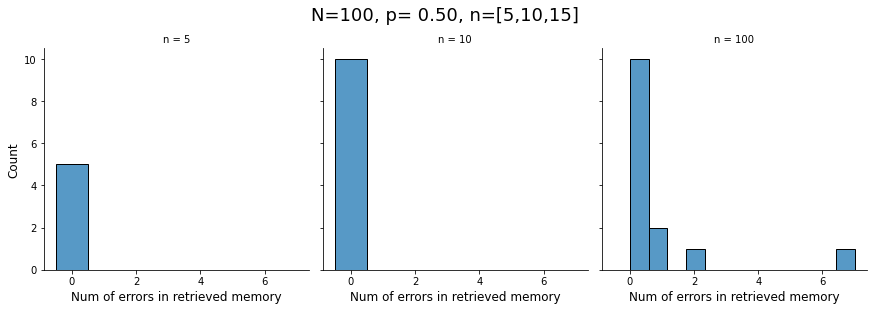 N=100, p= 0.50, n=[5,10,15]
n = 5
n = 10
n = 100
10
8
6
4
2
0
Count
0 2 4 6
0 2 4 6
0 2 4 6
Num of errors in retrieved memory
Num of errors in retrieved memory
Num of errors in retrieved memory